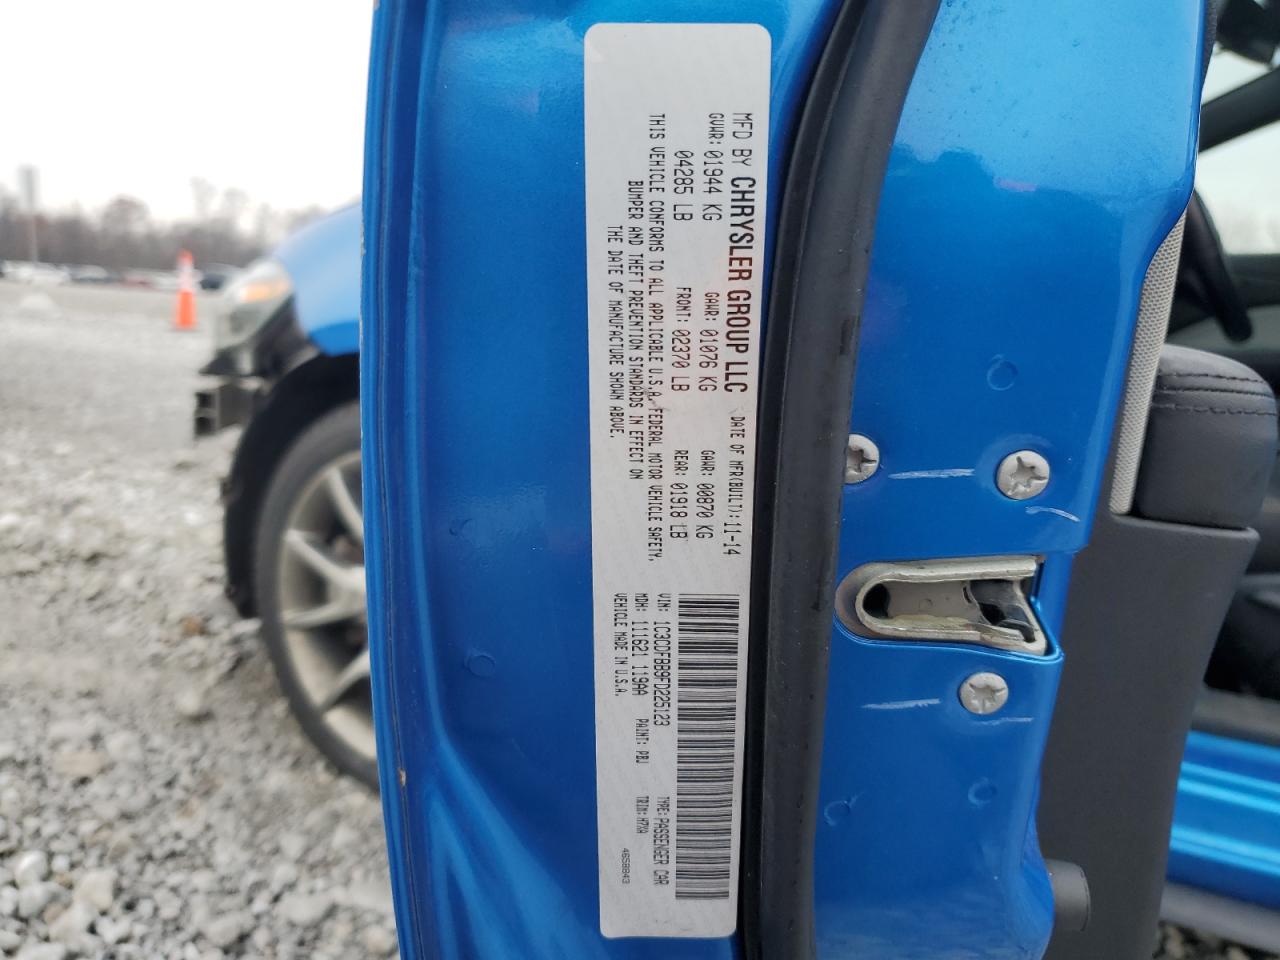 MFD BY CHRYSLER GROUP LLC DATE OF MFR(BUILT): 11-14
GVWR: 01944 KG GAWR: 01076 KG GAWR: 00870 KG
04285 LB FRONT: 02370 LB REAR: 01918 LB
THIS VEHICLE CONFORMS TO ALL APPLICABLE U.S.A. FEDERAL MOTOR VEHICLE SAFETY,
BUMPER AND THEFT PREVENTION STANDARDS IN EFFECT ON
THE DATE OF MANUFACTURE SHOWN ABOVE.
VIN: 1C3CDFBB9FD225123 TYPE: PASSENGER CAR
MDH: 111621 119AA PAINT: PBJ TRIM: H7XA
VEHICLE MADE IN U.S.A. 4658843